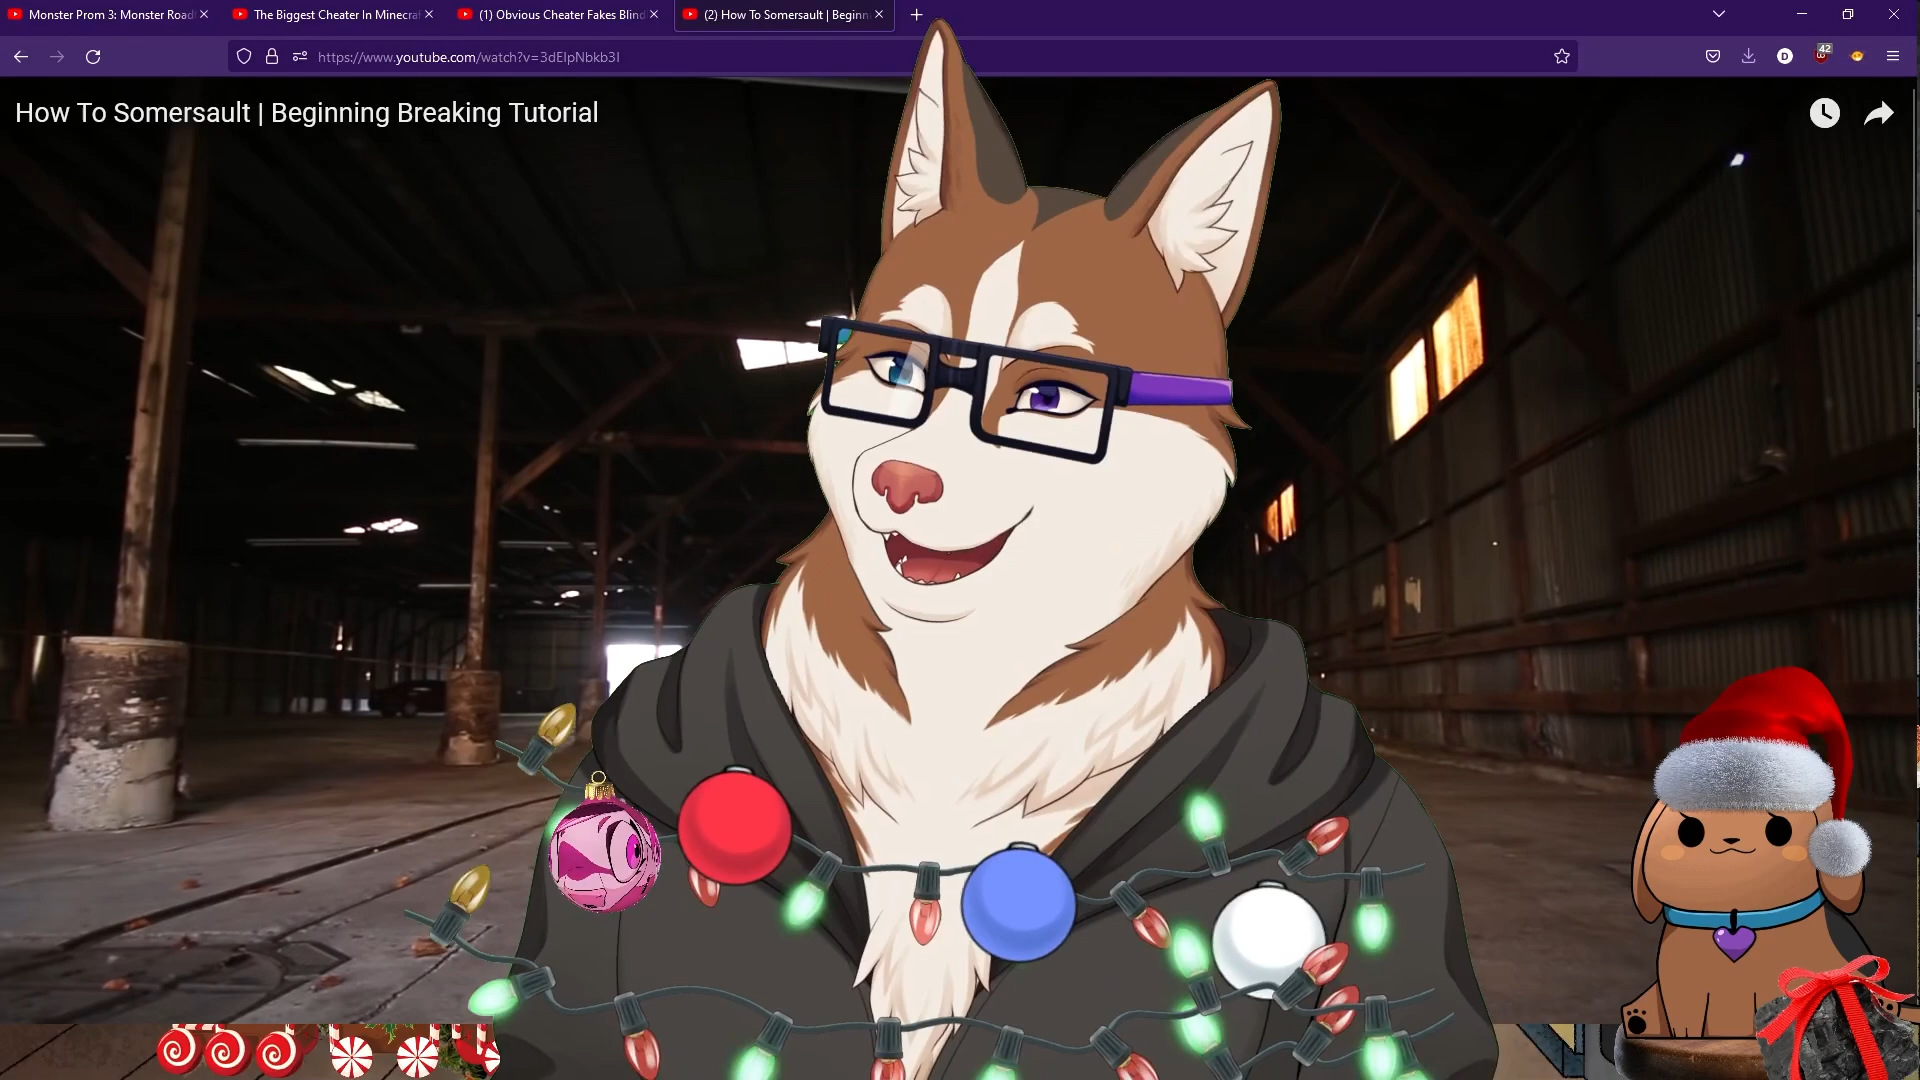 Monster Prom 3: Monster Road
The Biggest Cheater In Minecra
(1) Obvious Cheater Fakes Blind
(2) How To Somersault | Beginn
https://www.youtube.com/watch?v=3dEIpNbkb3I
D
42
How To Somersault | Beginning Breaking Tutorial